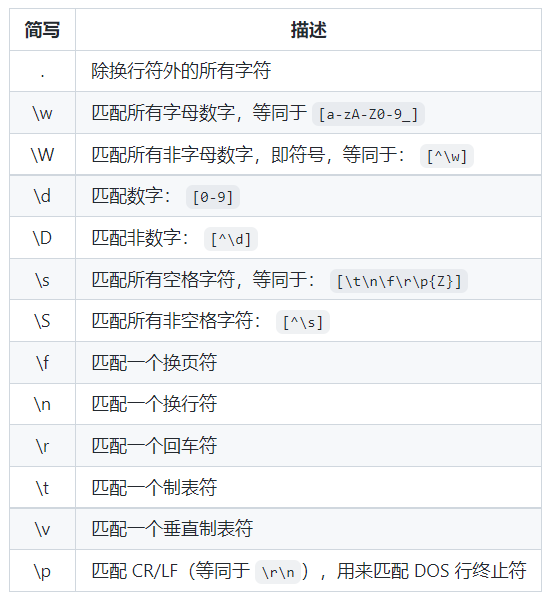 简写 描述
. 除换行符外的所有字符
\w 匹配所有字母数字，等同于 [a-zA-Z0-9_]
\W 匹配所有非字母数字，即符号，等同于： [^\w]
\d 匹配数字： [0-9]
\D 匹配非数字： [^\d]
\s 匹配所有空格字符，等同于： [\t\n\f\r\p{Z}]
\S 匹配所有非空格字符： [^\s]
\f 匹配一个换页符
\n 匹配一个换行符
\r 匹配一个回车符
\t 匹配一个制表符
\v 匹配一个垂直制表符
\p 匹配 CR/LF（等同于 \r\n），用来匹配 DOS 行终止符